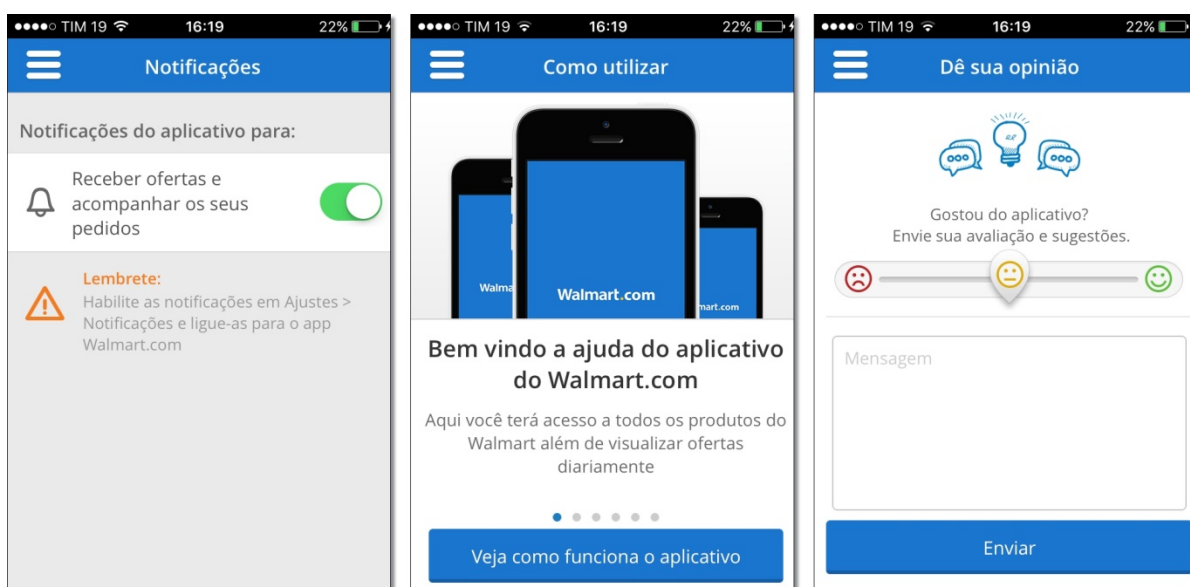 TIM 19 16:19 22%
Notificações
Notificações do aplicativo para:
Receber ofertas e
acompanhar os seus
pedidos
Lembrete:
Habilite as notificações em Ajustes >
Notificações e ligue-as para o app
Walmart.com
TIM 19 16:19 22%
Como utilizar
Walma
Walmart.com
mart.com
Bem vindo a ajuda do aplicativo
do Walmart.com
Aqui você terá acesso a todos os produtos do
Walmart além de visualizar ofertas
diariamente
Veja como funciona o aplicativo
TIM 19 16:19 22%
Dê sua opinião
Gostou do aplicativo?
Envie sua avaliação e sugestões.
Mensagem
Enviar